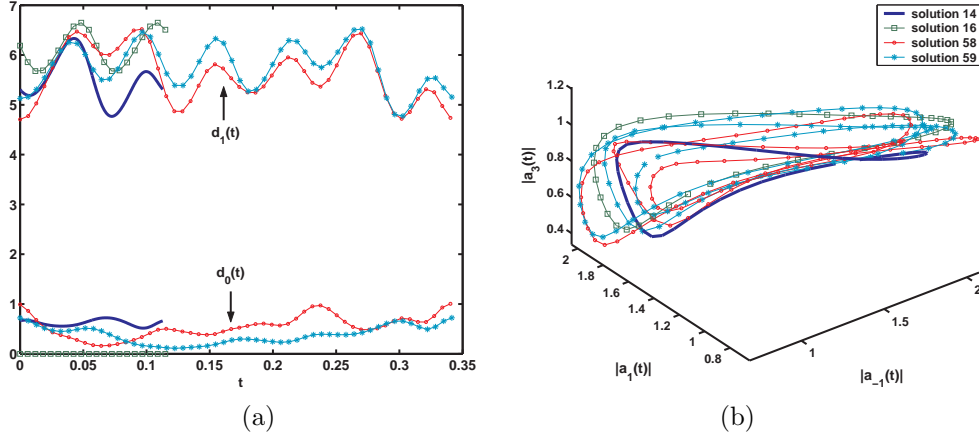 7
6
5
4
3
2
1
0
d₁(t)
d₀(t)
0 0.05 0.1 0.15 0.2 0.25 0.3 0.35
t
(a)
solution 14
solution 16
solution 58
solution 59
1.2
1
0.8
0.6
0.4
|a₃(t)|
2
1.8
1.6
1.4
1.2
1
0.8
|a₁(t)|
1
1.5
2
|a₋₁(t)|
(b)